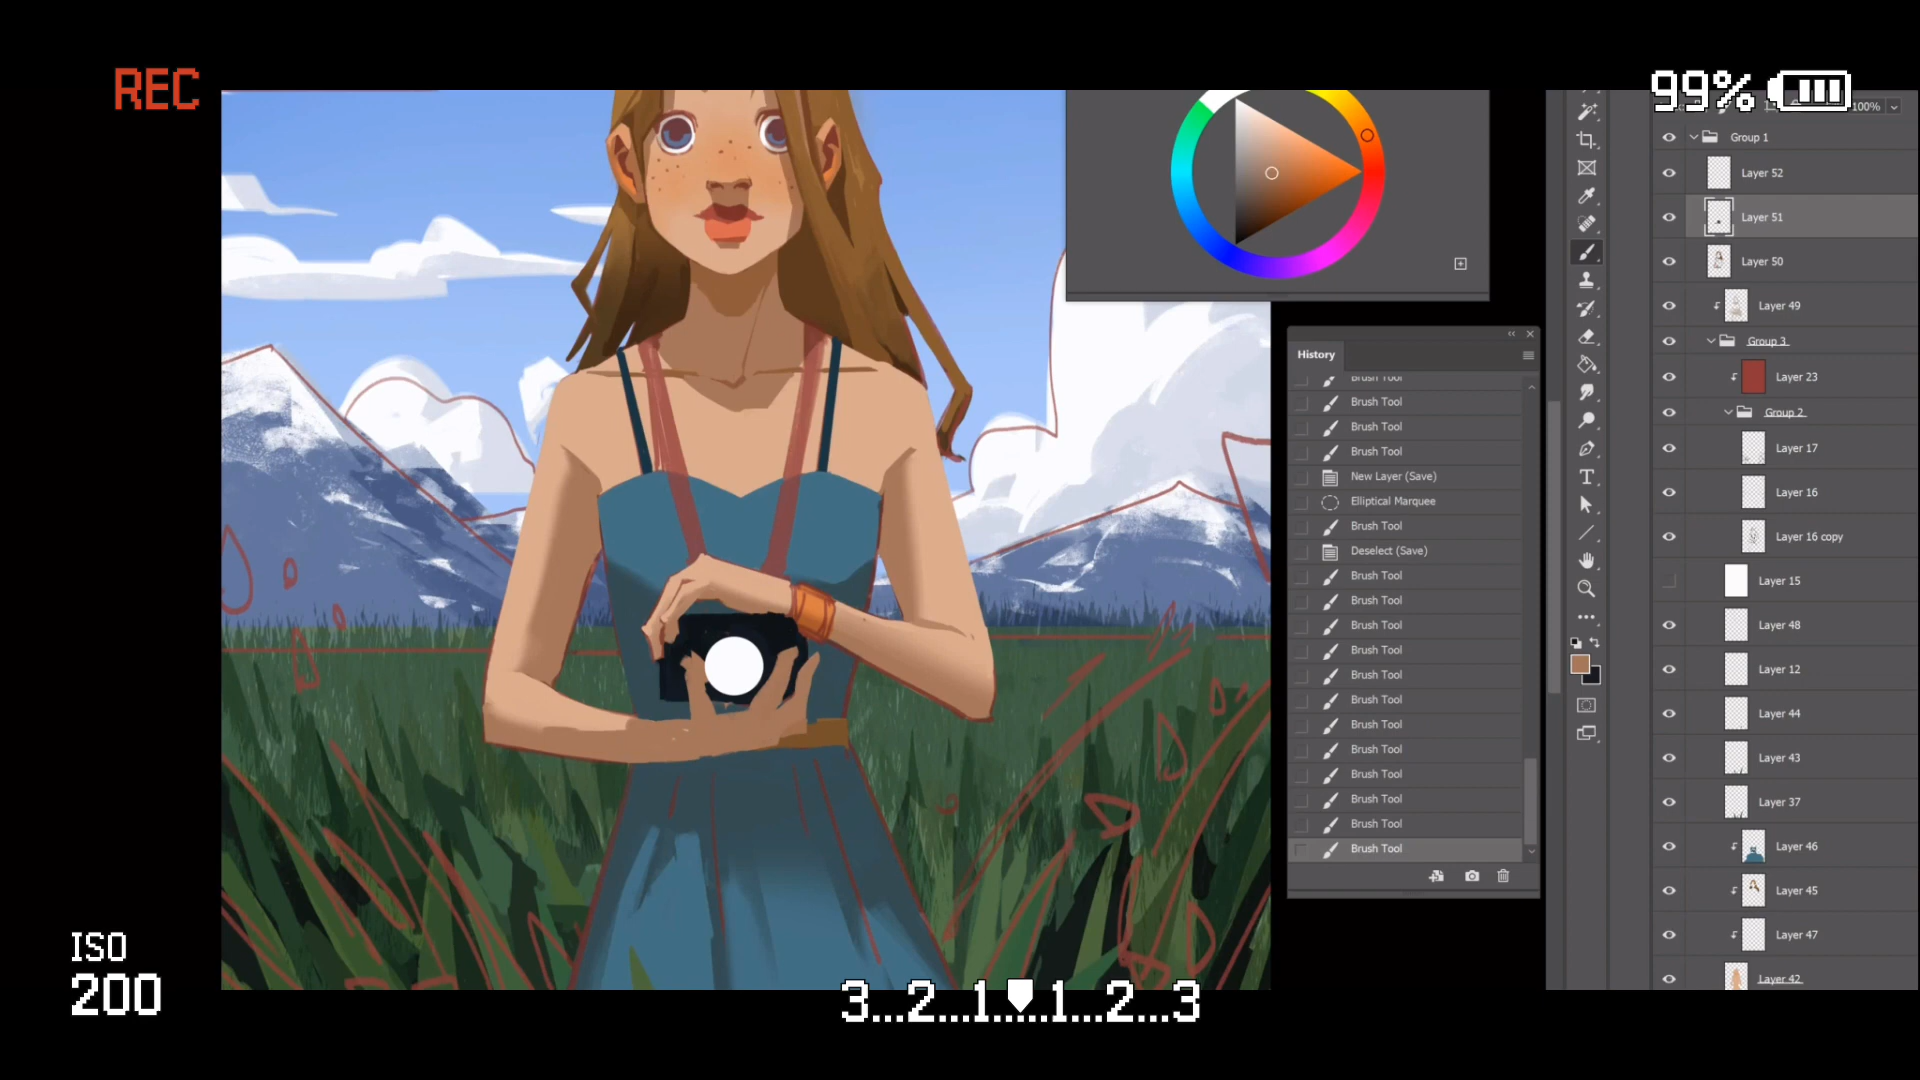 REC
99%
100%
Group 1
Layer 52
Layer 51
Layer 50
Layer 49
Group 3
Layer 23
Group 2
Layer 17
Layer 16
Layer 16 copy
Layer 15
Layer 48
Layer 12
Layer 44
Layer 43
Layer 37
Layer 46
Layer 45
Layer 47
Layer 42
History
Brush Tool
Brush Tool
Brush Tool
Brush Tool
New Layer (Save)
Elliptical Marquee
Brush Tool
Deselect (Save)
Brush Tool
Brush Tool
Brush Tool
Brush Tool
Brush Tool
Brush Tool
Brush Tool
Brush Tool
Brush Tool
Brush Tool
Brush Tool
Brush Tool
ISO
200
3...2...1...1...2...3